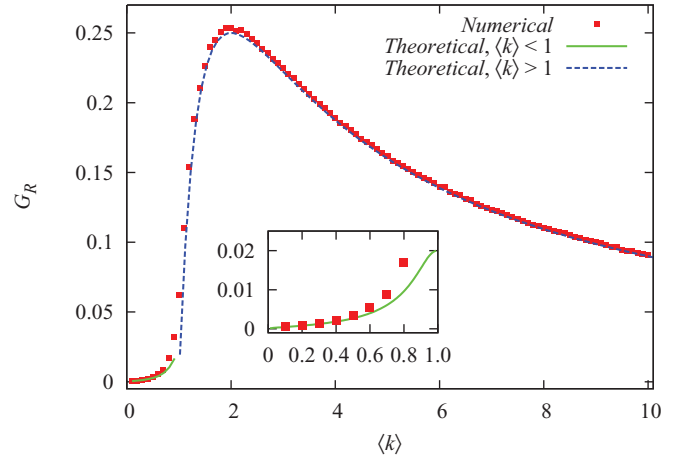 0.25
0.2
0.15
0.1
0.05
0
G_R
Numerical
Theoretical, ⟨k⟩ < 1
Theoretical, ⟨k⟩ > 1
0.02
0.01
0
0 0.2 0.4 0.6 0.8 1.0
0 2 4 6 8 10
⟨k⟩